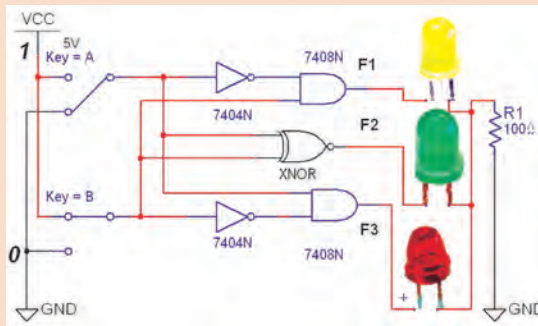 VCC
1
5V
Key = A
7408N
F1
7404N
F2
XNOR
R1
100Ω
Key = B
F3
7404N
7408N
0
+
GND
GND